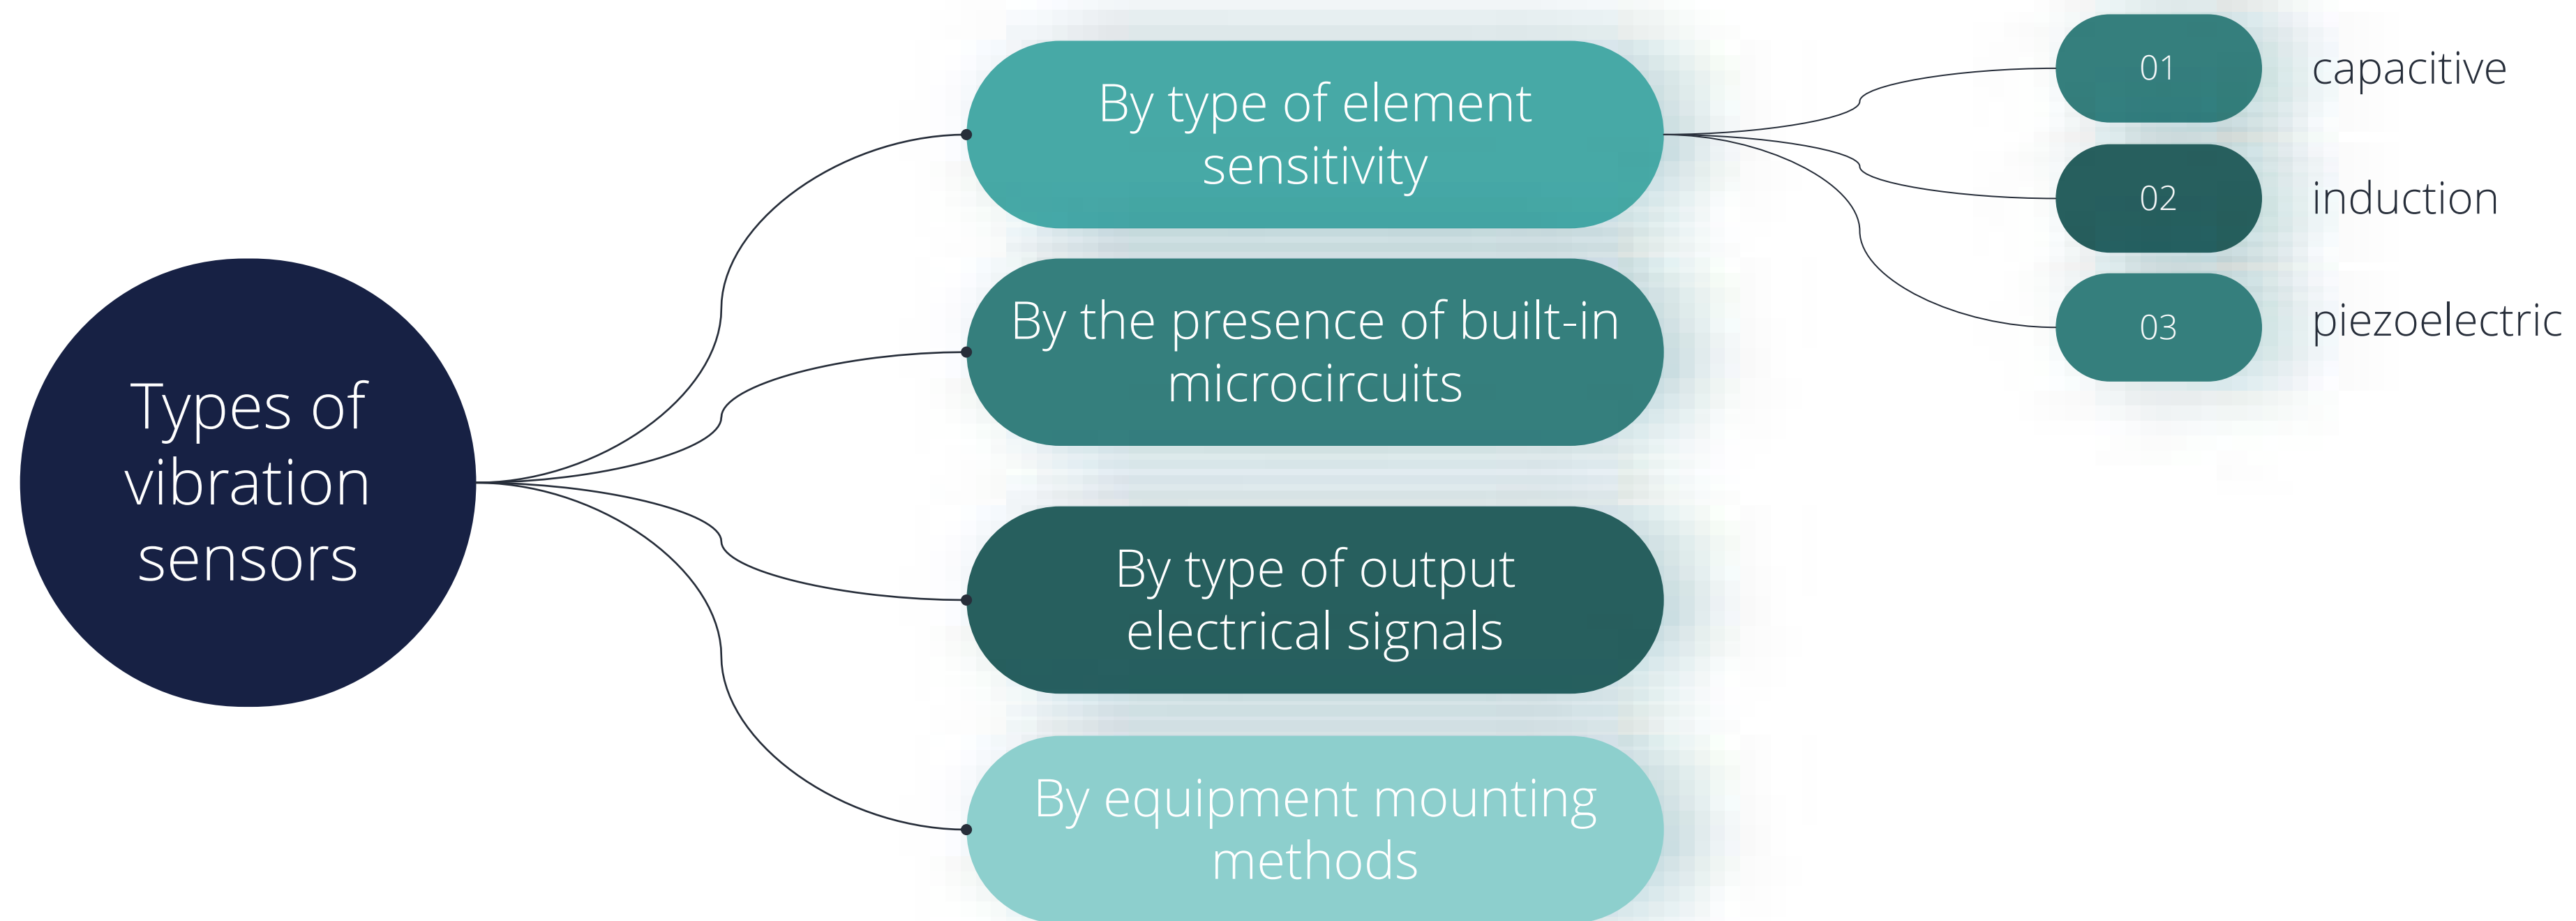 Types of
vibration
sensors
By type of element
sensitivity
By the presence of built-in
microcircuits
By type of output
electrical signals
By equipment mounting
methods
01 capacitive
02 induction
03 piezoelectric